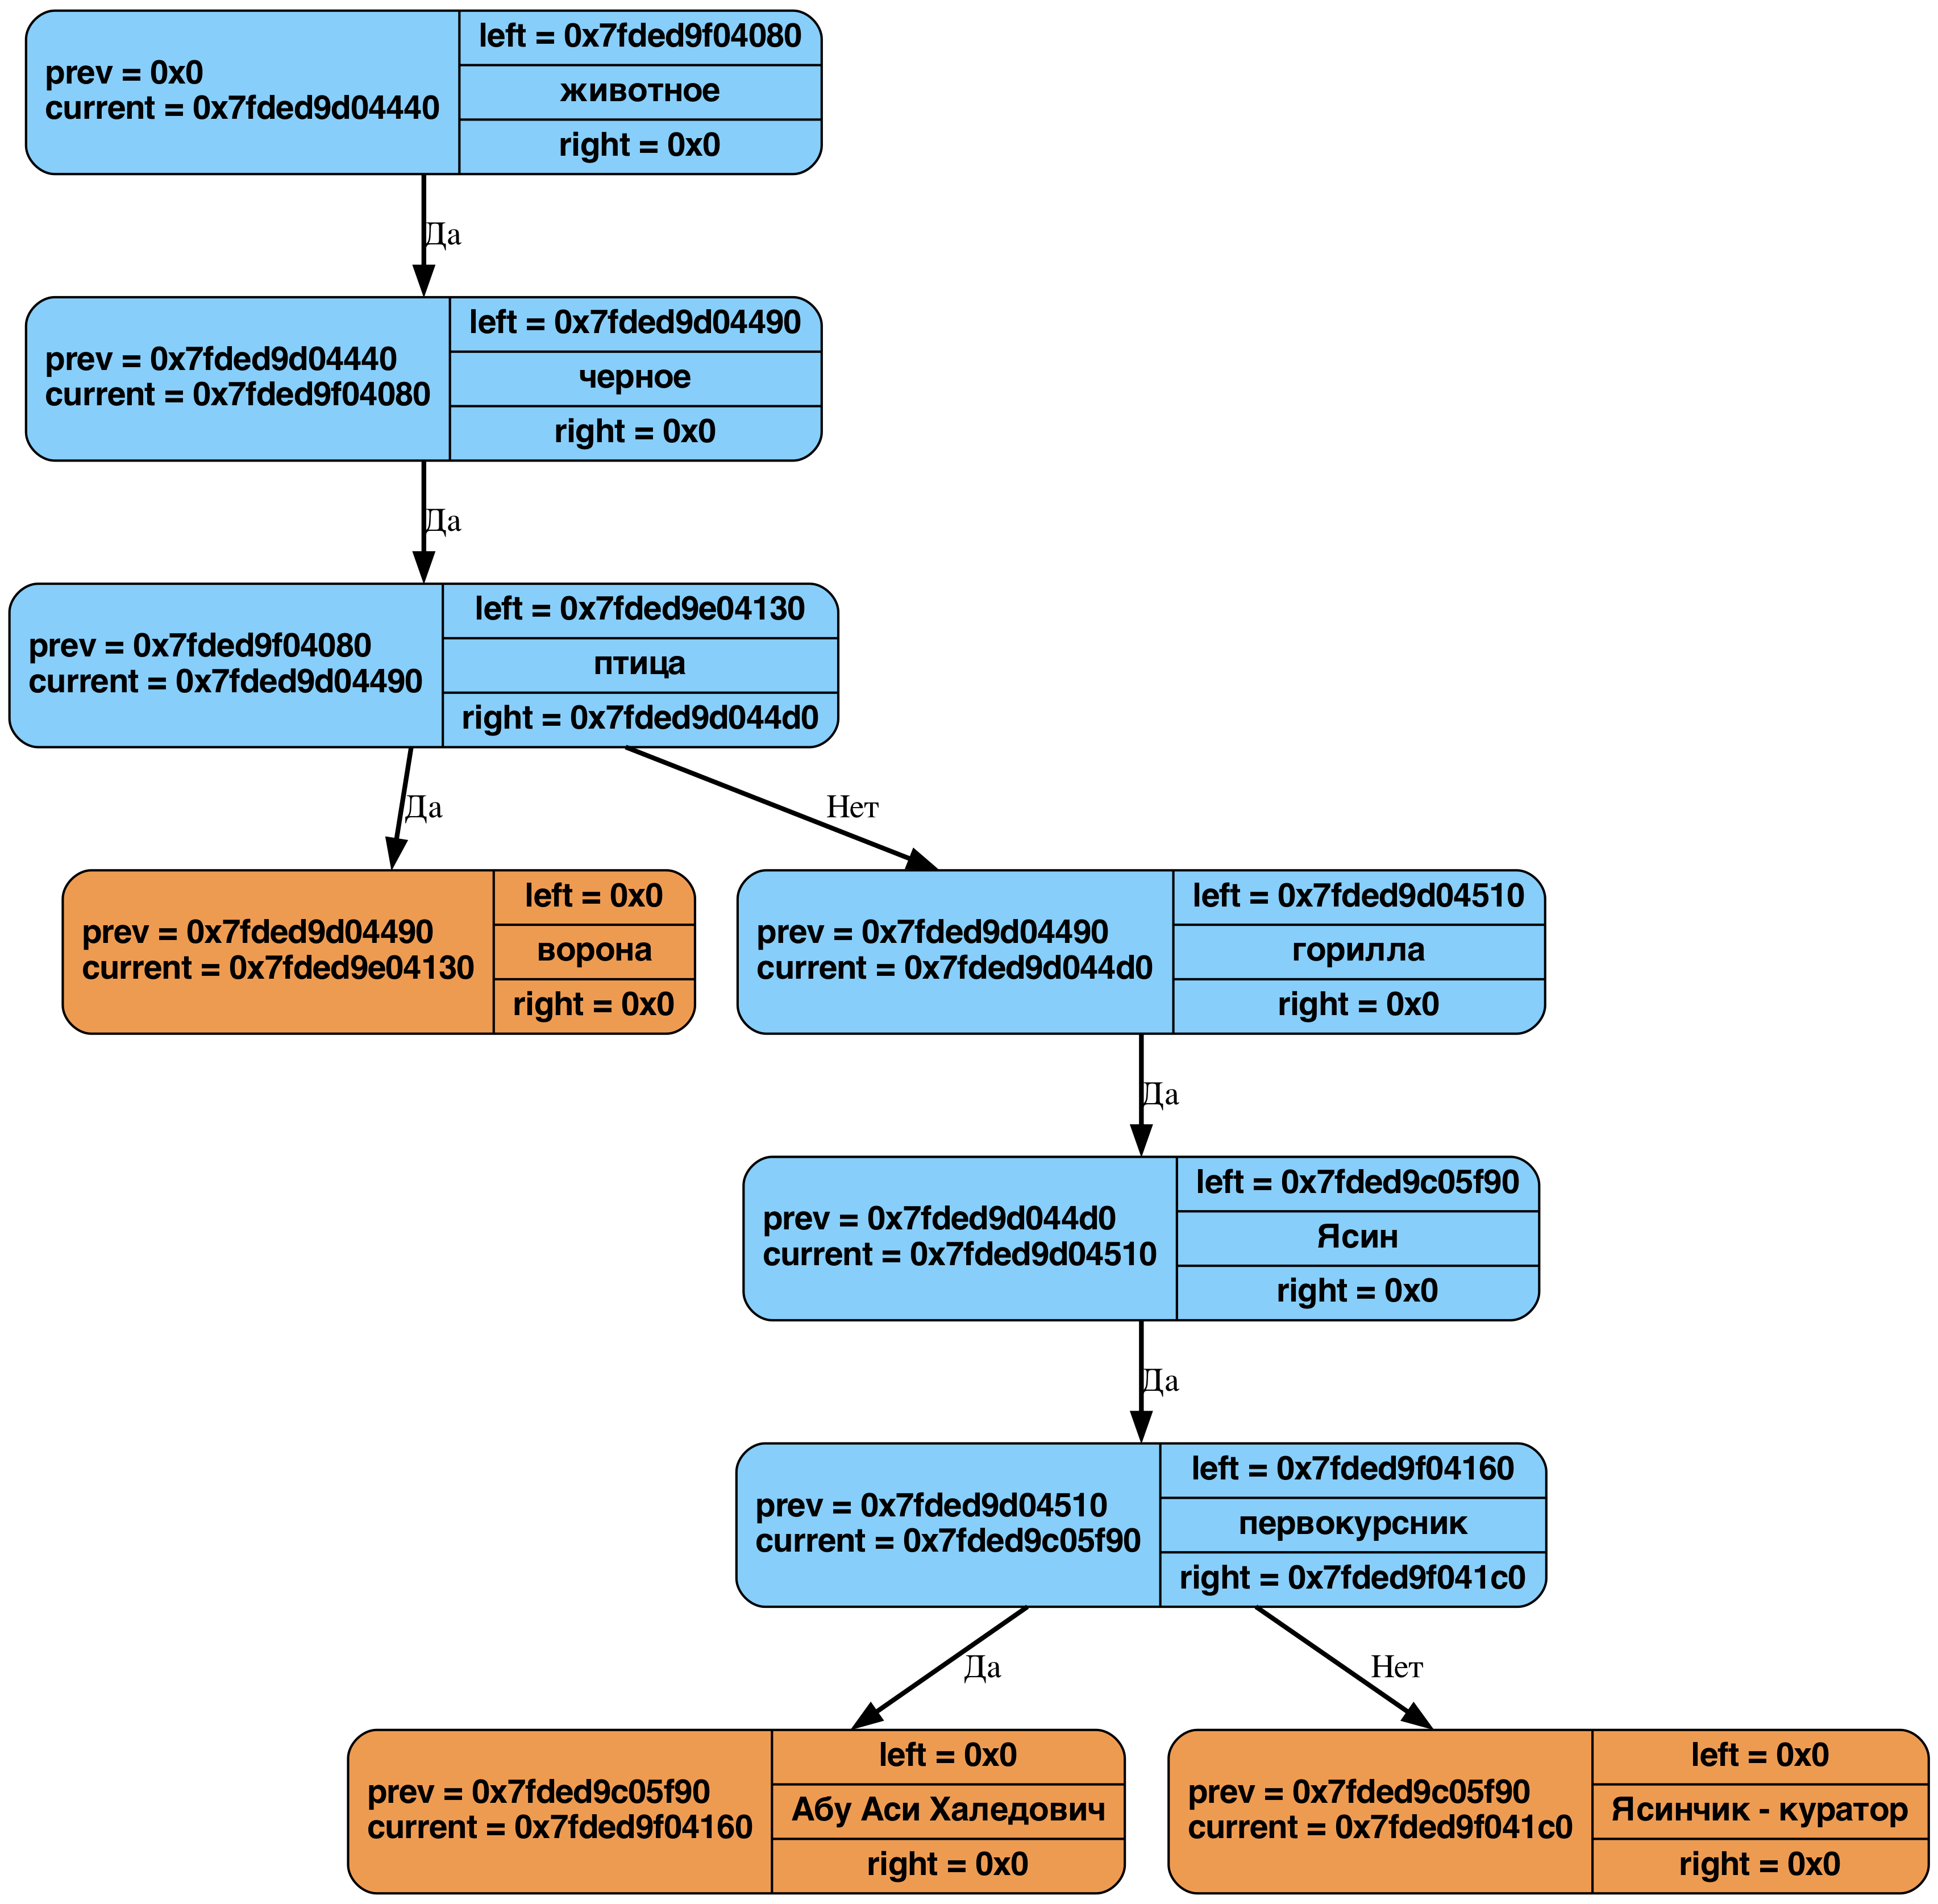 left = 0x7fded9f04080
prev = 0x0
current = 0x7fded9d04440
животное
right = 0x0
Да
left = 0x7fded9d04490
prev = 0x7fded9d04440
current = 0x7fded9f04080
черное
right = 0x0
Да
left = 0x7fded9e04130
prev = 0x7fded9f04080
current = 0x7fded9d04490
птица
right = 0x7fded9d044d0
Да
Нет
left = 0x0
prev = 0x7fded9d04490
current = 0x7fded9e04130
ворона
right = 0x0
left = 0x7fded9d04510
prev = 0x7fded9d04490
current = 0x7fded9d044d0
горилла
right = 0x0
Да
left = 0x7fded9c05f90
prev = 0x7fded9d044d0
current = 0x7fded9d04510
Ясин
right = 0x0
Да
left = 0x7fded9f04160
prev = 0x7fded9d04510
current = 0x7fded9c05f90
первокурсник
right = 0x7fded9f041c0
Да
Нет
left = 0x0
prev = 0x7fded9c05f90
current = 0x7fded9f04160
Абу Аси Халедович
right = 0x0
left = 0x0
prev = 0x7fded9c05f90
current = 0x7fded9f041c0
Ясинчик - куратор
right = 0x0